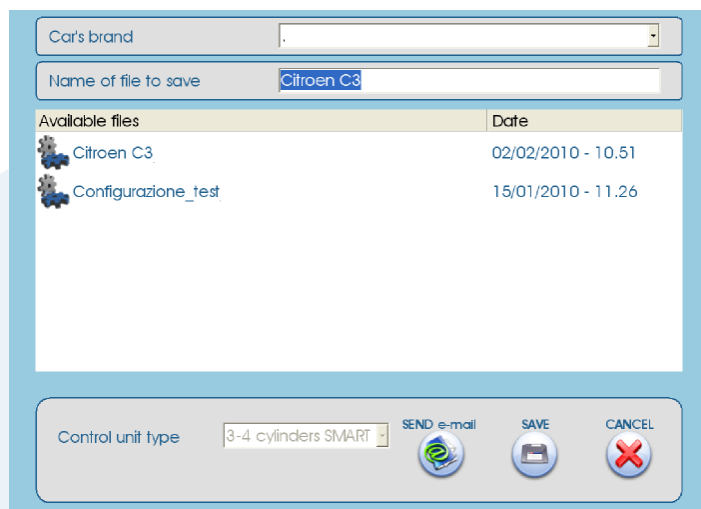 Car's brand .
Name of file to save Citroen C3
Available files Date
Citroen C3 02/02/2010 - 10.51
Configurazione_test 15/01/2010 - 11.26
SEND e-mail SAVE CANCEL
Control unit type 3-4 cylinders SMART